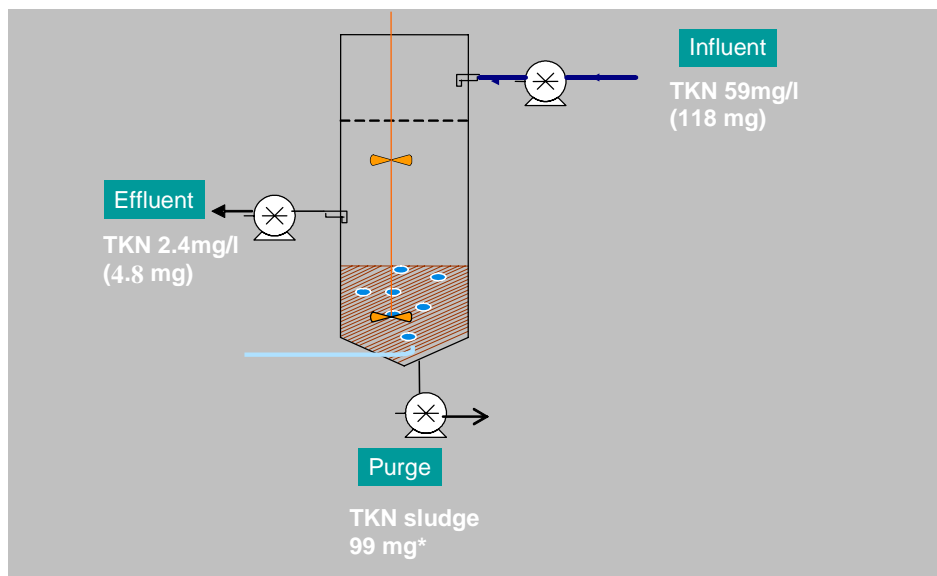 Influent
TKN 59mg/l
(118 mg)
Effluent
TKN 2.4mg/l
(4.8 mg)
Purge
TKN sludge
99 mg*